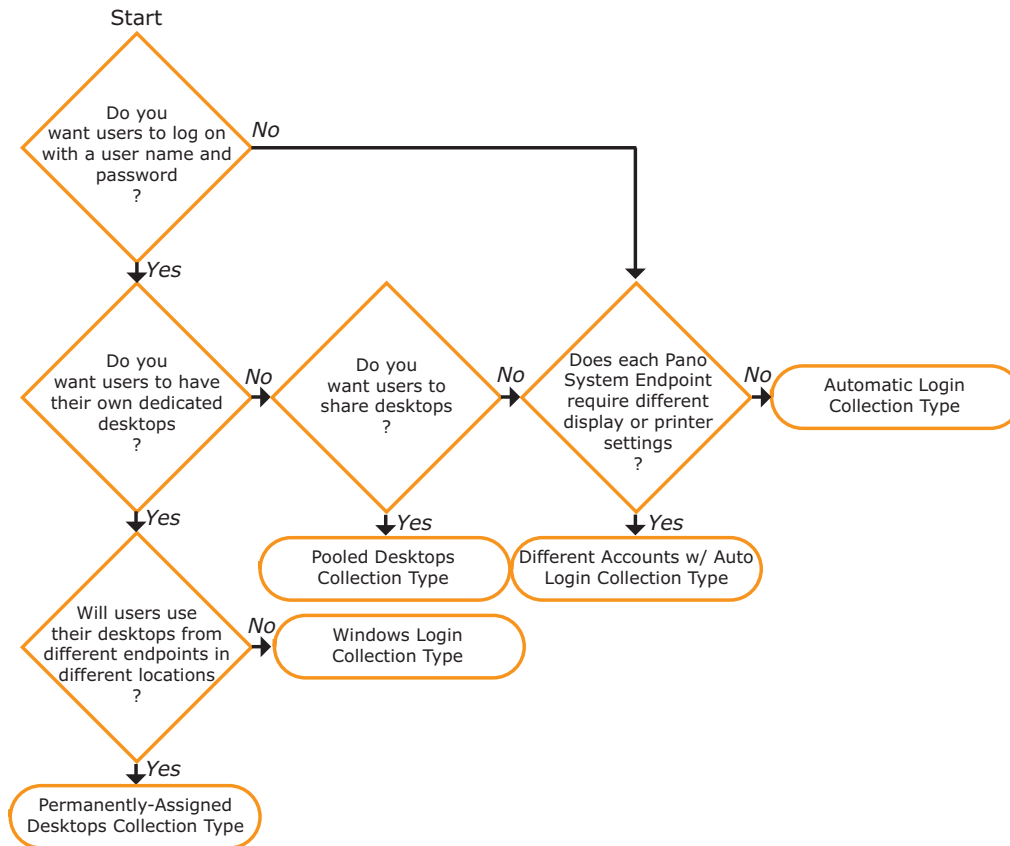 Start
Do you
want users to log on
with a user name and
password
?
No
Yes
Do you
want users to have
their own dedicated
desktops
?
No
Do you
want users to
share desktops
?
No
Does each Pano
System Endpoint
require different
display or printer
settings
?
No
Automatic Login
Collection Type
Yes
Yes
Yes
Pooled Desktops
Collection Type
Different Accounts w/ Auto
Login Collection Type
Will users use
their desktops from
different endpoints in
different locations
?
No
Windows Login
Collection Type
Yes
Permanently-Assigned
Desktops Collection Type